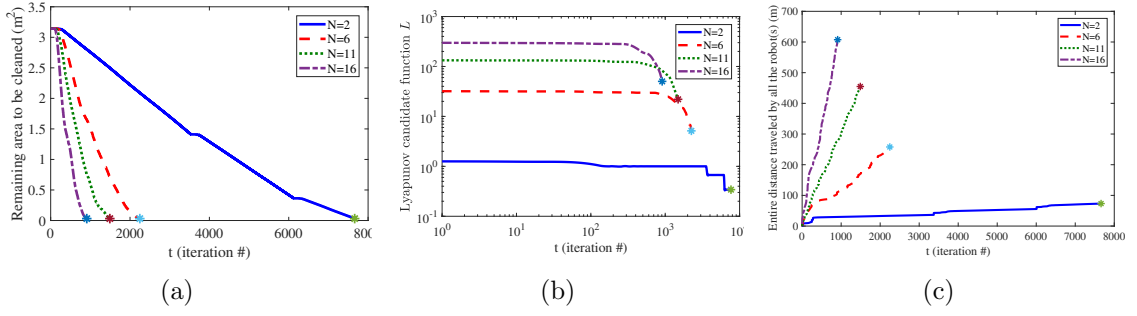 Remaining area to be cleaned (m²)
3.5
3
2.5
2
1.5
1
0.5
0
0 2000 4000 6000 80
t (iteration #)
N=2
N=6
N=11
N=16
(a)
Lyapunov candidate function L
10³
10²
10¹
10⁰
10⁻¹
10⁰ 10¹ 10² 10³ 10
t (iteration #)
N=2
N=6
N=11
N=16
(b)
Entire distance traveled by all the robot(s) (m)
700
600
500
400
300
200
100
0
0 1000 2000 3000 4000 5000 6000 7000 8000
t (iteration #)
N=2
N=6
N=11
N=16
(c)